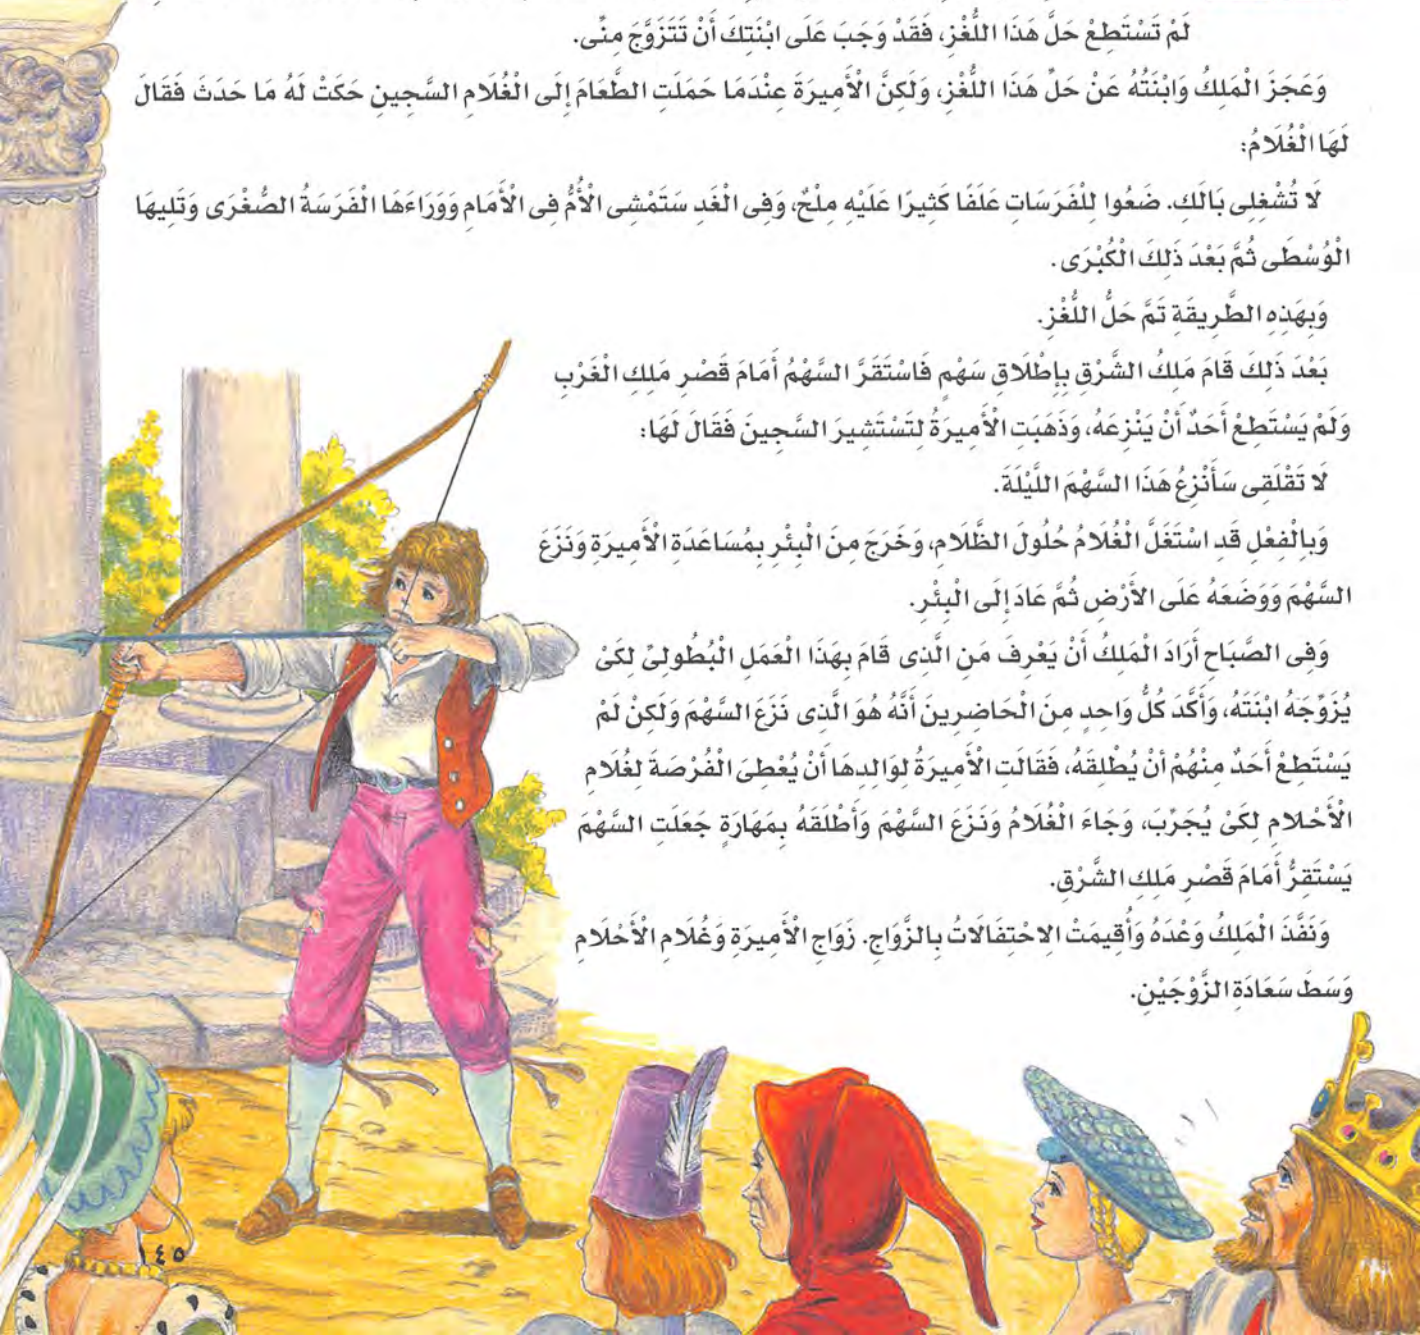 لَمْ تَسْتَطِعْ حَلَّ هَذَا اللُّغْزِ، فَقَدْ وَجَبَ عَلَى ابْنَتِكَ أَنْ تَتَزَوَّجَ مِنِّى.
وَعَجَزَ الْمَلِكُ وَابْنَتُهُ عَنْ حَلِّ هَذَا اللُّغْزِ، وَلَكِنَّ الْأَمِيرَةَ عِنْدَمَا حَمَلَتِ الطَّعَامَ إِلَى الْغُلَامِ السَّجِينِ حَكَتْ لَهُ مَا حَدَثَ فَقَالَ
لَهَا الْغُلَامُ:
لَا تُشْغِلِى بَالَكِ. ضَعُوا لِلْفَرَسَاتِ عَلَفًا كَثِيرًا عَلَيْهِ مِلْحٌ، وَفِى الْغَدِ سَتَمْشِى الْأُمُّ فِى الْأَمَامِ وَوَرَاءَهَا الْفَرَسَةُ الصُّغْرَى وَتَلِيهَا
الْوُسْطَى ثُمَّ بَعْدَ ذَلِكَ الْكُبْرَى.
وَبِهَذِهِ الطَّرِيقَةِ تَمَّ حَلُّ اللُّغْزِ.
بَعْدَ ذَلِكَ قَامَ مَلِكُ الشَّرْقِ بِإِطْلَاقِ سَهْمٍ فَاسْتَقَرَّ السَّهْمُ أَمَامَ قَصْرِ مَلِكِ الْغَرْبِ
وَلَمْ يَسْتَطِعْ أَحَدٌ أَنْ يَنْزِعَهُ، وَذَهَبَتِ الْأَمِيرَةُ لِتَسْتَشِيرَ السَّجِينَ فَقَالَ لَهَا:
لَا تَقْلَقِى سَأَنْزِعُ هَذَا السَّهْمَ اللَّيْلَةَ.
وَبِالْفِعْلِ قَدِ اسْتَغَلَّ الْغُلَامُ حُلُولَ الظَّلَامِ، وَخَرَجَ مِنَ الْبِئْرِ بِمُسَاعَدَةِ الْأَمِيرَةِ وَنَزَعَ
السَّهْمَ وَوَضَعَهُ عَلَى الْأَرْضِ ثُمَّ عَادَ إِلَى الْبِئْرِ.
وَفِى الصَّبَاحِ أَرَادَ الْمَلِكُ أَنْ يَعْرِفَ مَنِ الَّذِى قَامَ بِهَذَا الْعَمَلِ الْبُطُولِىِّ لِكَىْ
يُزَوِّجَهُ ابْنَتَهُ، وَأَكَّدَ كُلُّ وَاحِدٍ مِنَ الْحَاضِرِينَ أَنَّهُ هُوَ الَّذِى نَزَعَ السَّهْمَ وَلَكِنْ لَمْ
يَسْتَطِعْ أَحَدٌ مِنْهُمْ أَنْ يُطْلِقَهُ، فَقَالَتِ الْأَمِيرَةُ لِوَالِدِهَا أَنْ يُعْطِىَ الْفُرْصَةَ لِغُلَامِ
الْأَحْلَامِ لِكَىْ يُجَرِّبَ، وَجَاءَ الْغُلَامُ وَنَزَعَ السَّهْمَ وَأَطْلَقَهُ بِمَهَارَةٍ جَعَلَتِ السَّهْمَ
يَسْتَقِرُّ أَمَامَ قَصْرِ مَلِكِ الشَّرْقِ.
وَنَفَّذَ الْمَلِكُ وَعْدَهُ وَأُقِيمَتْ الِاحْتِفَالَاتُ بِالزَّوَاجِ. زَوَاجِ الْأَمِيرَةِ وَغُلَامِ الْأَحْلَامِ
وَسَطَ سَعَادَةِ الزَّوْجَيْنِ.
١٤٥